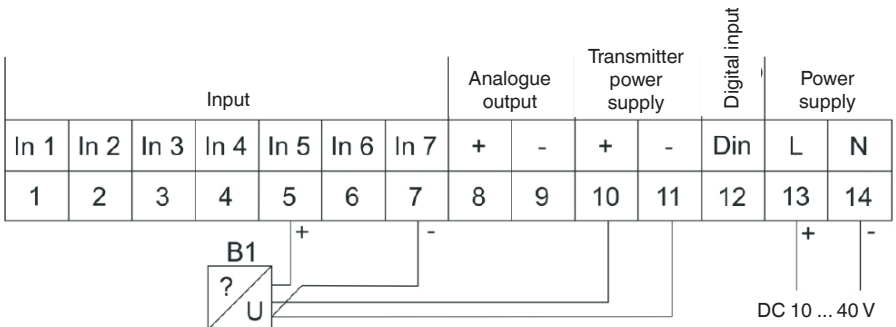 Digital input
Transmitter
Analogue power Power
Input output supply supply
In 1 In 2 In 3 In 4 In 5 In 6 In 7 + - + - Din L N
1 2 3 4 5 6 7 8 9 10 11 12 13 14
+ - + -
B1
?
U
DC 10 ... 40 V